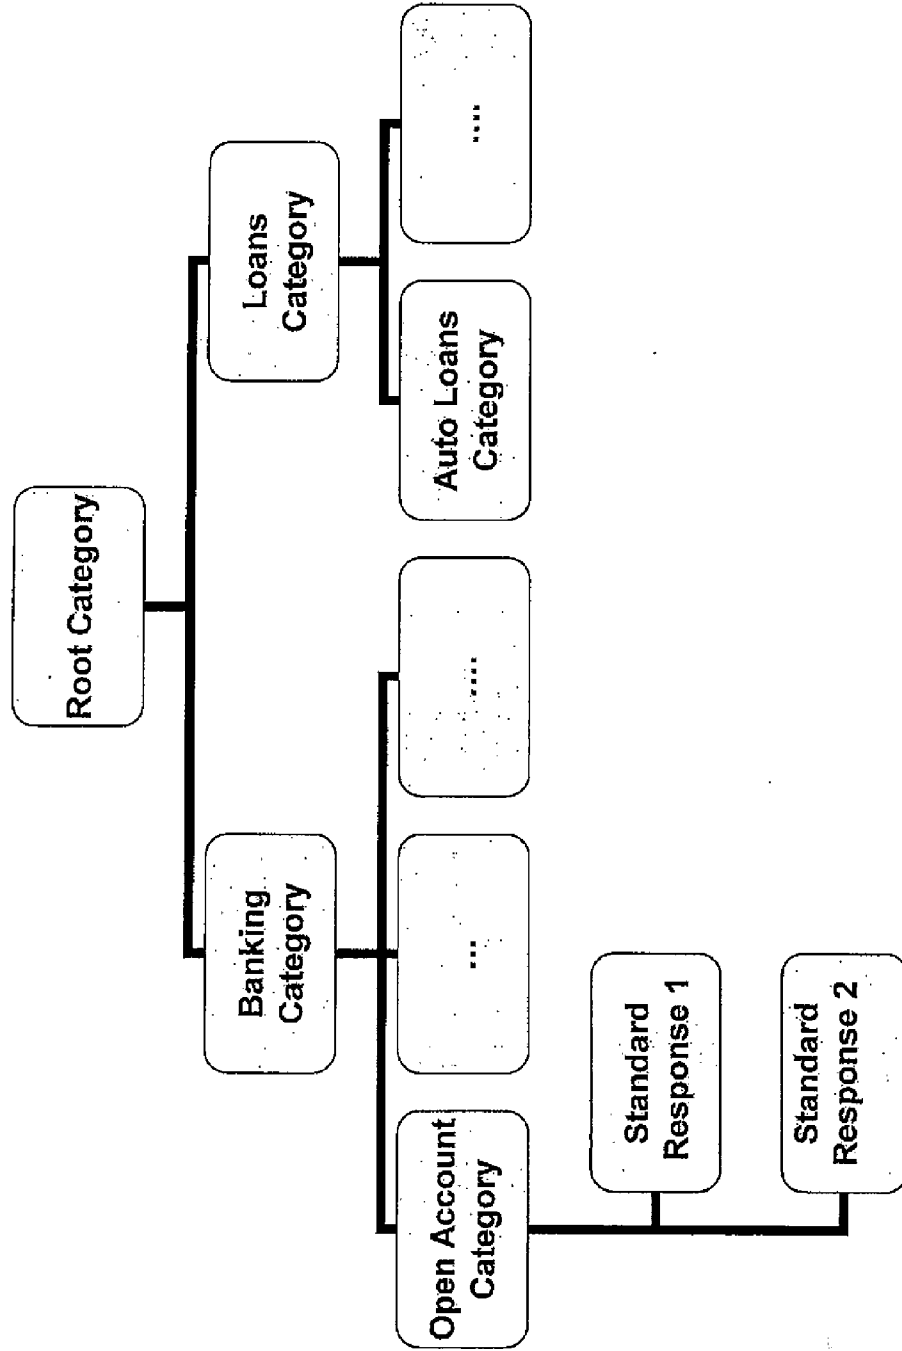 Root Category
Banking
Category
Loans
Category
Open Account
Category
...
....
Auto Loans
Category
....
Standard
Response 1
Standard
Response 2